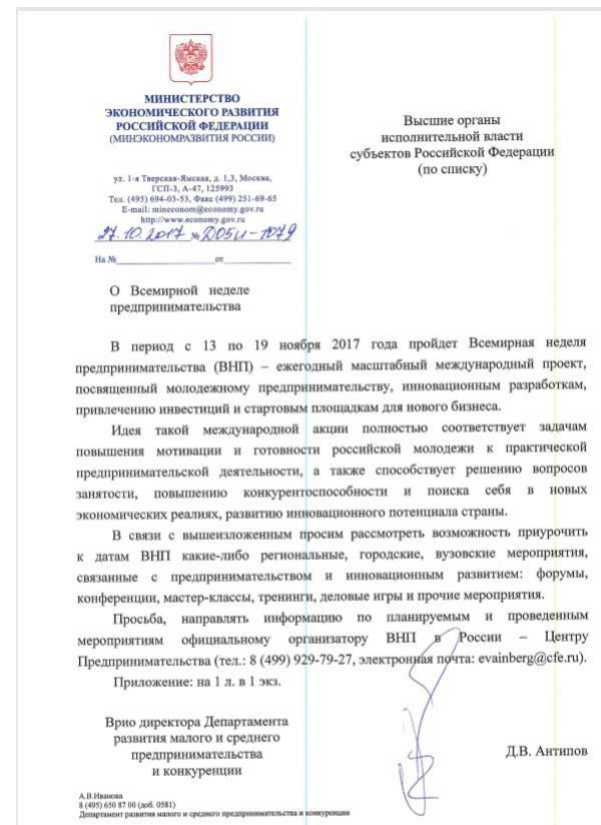 МИНИСТЕРСТВО
ЭКОНОМИЧЕСКОГО РАЗВИТИЯ
РОССИЙСКОЙ ФЕДЕРАЦИИ
(МИНЭКОНОМРАЗВИТИЯ РОССИИ)
ул. 1-я Тверская-Ямская, д. 1,3, Москва,
ГСП-3, А-47, 125993
Тел. (495) 694-03-53, Факс (499) 251-69-65
E-mail: mineconom@economy.gov.ru
http://www.economy.gov.ru
27.10.2017 № Д05и-1079
На № от
Высшие органы
исполнительной власти
субъектов Российской Федерации
(по списку)
О Всемирной неделе
предпринимательства
В период с 13 по 19 ноября 2017 года пройдет Всемирная неделя
предпринимательства (ВНП) – ежегодный масштабный международный проект,
посвященный молодежному предпринимательству, инновационным разработкам,
привлечению инвестиций и стартовым площадкам для нового бизнеса.
Идея такой международной акции полностью соответствует задачам
повышения мотивации и готовности российской молодежи к практической
предпринимательской деятельности, а также способствует решению вопросов
занятости, повышению конкурентоспособности и поиска себя в новых
экономических реалиях, развитию инновационного потенциала страны.
В связи с вышеизложенным просим рассмотреть возможность приурочить
к датам ВНП какие-либо региональные, городские, вузовские мероприятия,
связанные с предпринимательством и инновационным развитием: форумы,
конференции, мастер-классы, тренинги, деловые игры и прочие мероприятия.
Просьба, направлять информацию по планируемым и проведенным
мероприятиям официальному организатору ВНП в России – Центру
Предпринимательства (тел.: 8 (499) 929-79-27, электронная почта: evainberg@cfe.ru).
Приложение: на 1 л. в 1 экз.
Врио директора Департамента
развития малого и среднего
предпринимательства
и конкуренции
Д.В. Антипов
А.В.Иванова
8 (495) 650 87 00 (доб. 0581)
Департамент развития малого и среднего предпринимательства и конкуренции